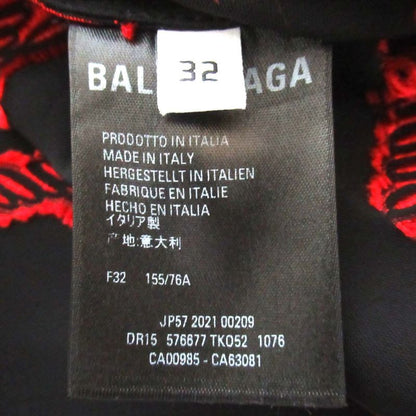 32
BAL AGA
PRODOTTO IN ITALIA
MADE IN ITALY
HERGESTELLT IN ITALIEN
FABRIQUE EN ITALIE
HECHO EN ITALIA
イタリア製
产地:意大利
F32 155/76A
JP57 2021 00209
DR15 576677 TKO52 1076
CA00985 - CA63081